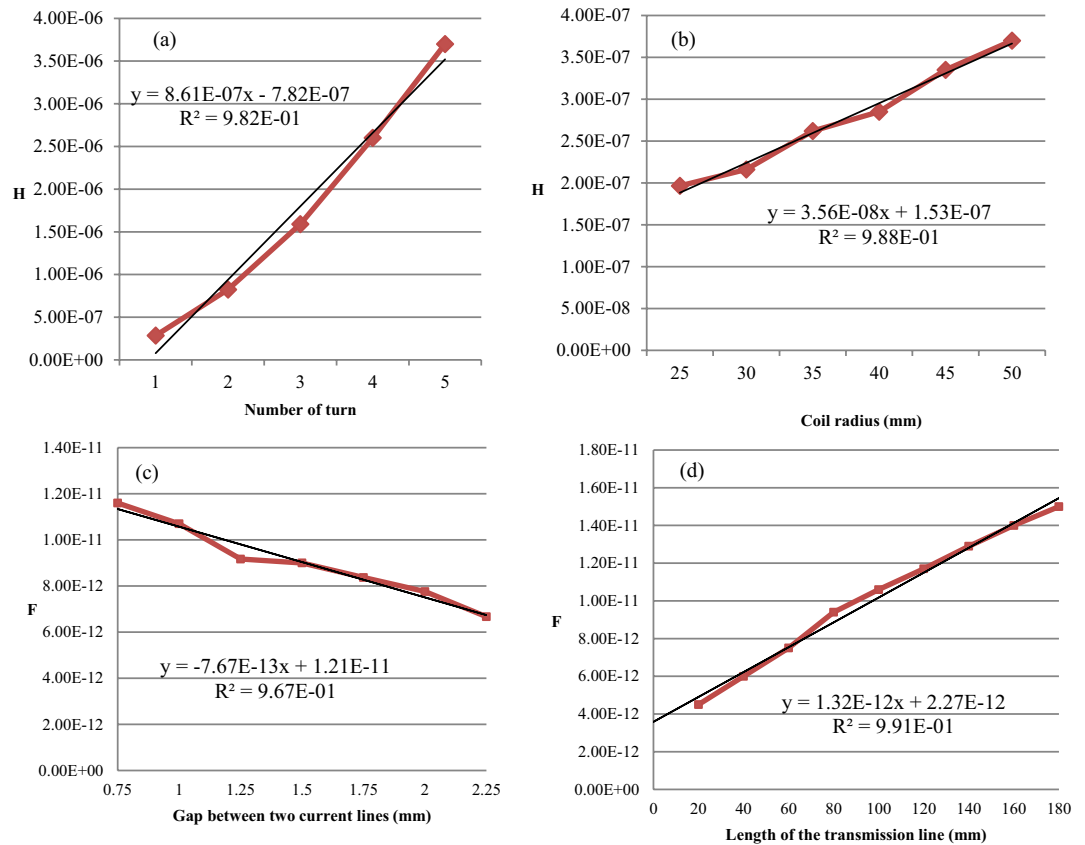 (a)
4.00E-06
3.50E-06
3.00E-06
2.50E-06
2.00E-06
1.50E-06
1.00E-06
5.00E-07
0.00E+00
H
y = 8.61E-07x - 7.82E-07
R² = 9.82E-01
1 2 3 4 5
Number of turn
(b)
4.00E-07
3.50E-07
3.00E-07
2.50E-07
2.00E-07
1.50E-07
1.00E-07
5.00E-08
0.00E+00
H
y = 3.56E-08x + 1.53E-07
R² = 9.88E-01
25 30 35 40 45 50
Coil radius (mm)
(c)
1.40E-11
1.20E-11
1.00E-11
8.00E-12
6.00E-12
4.00E-12
2.00E-12
0.00E+00
F
y = -7.67E-13x + 1.21E-11
R² = 9.67E-01
0.75 1 1.25 1.5 1.75 2 2.25
Gap between two current lines (mm)
(d)
1.80E-11
1.60E-11
1.40E-11
1.20E-11
1.00E-11
8.00E-12
6.00E-12
4.00E-12
2.00E-12
0.00E+00
F
y = 1.32E-12x + 2.27E-12
R² = 9.91E-01
0 20 40 60 80 100 120 140 160 180
Length of the transmission line (mm)